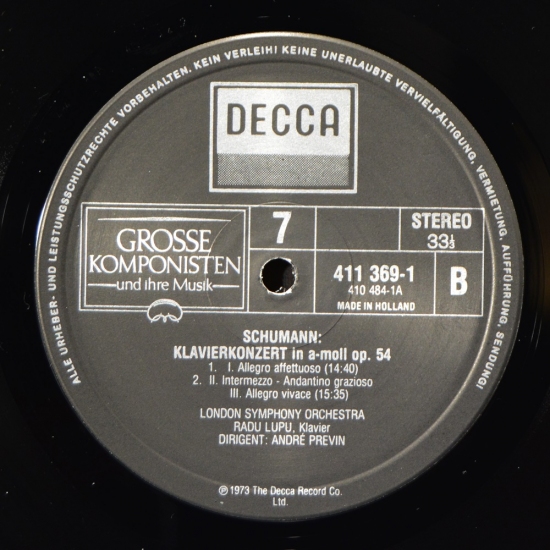 ALLE URHEBER- UND LEISTUNGSSCHUTZRECHTE VORBEHALTEN. KEIN VERLEIH! KEINE UNERLAUBTE VERVIELFÄLTIGUNG, VERMIETUNG, AUFFÜHRUNG, SENDUNG!
DECCA
GROSSE
KOMPONISTEN
und ihre Musik
7
STEREO
33⅓
411 369-1
410 484-1A
MADE IN HOLLAND
B
SCHUMANN:
KLAVIERKONZERT in a-moll op. 54
1. I. Allegro affettuoso (14:40)
2. II. Intermezzo - Andantino grazioso
III. Allegro vivace (15:35)
LONDON SYMPHONY ORCHESTRA
RADU LUPU, Klavier
DIRIGENT: ANDRÉ PREVIN
℗ 1973 The Decca Record Co.
Ltd.